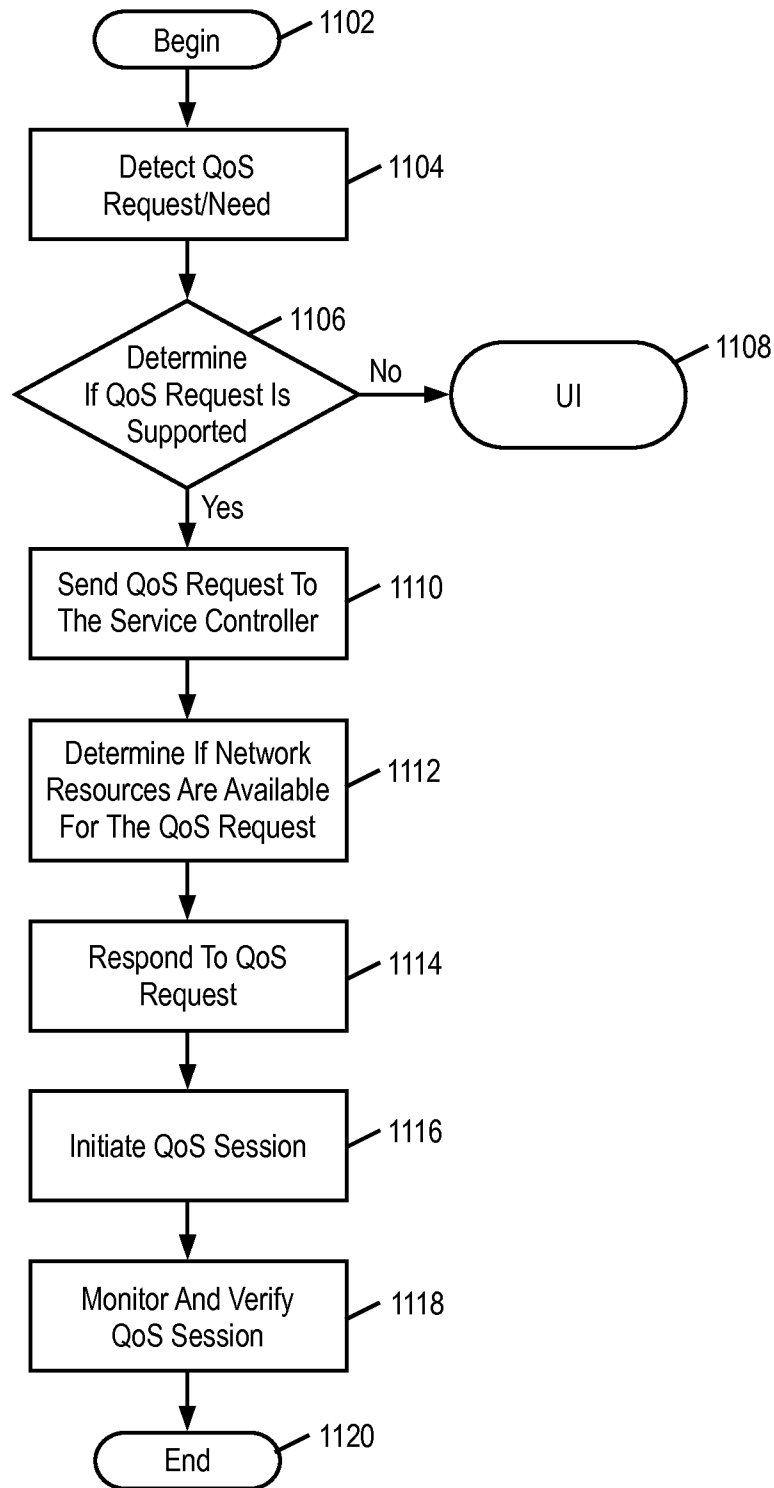 Begin
1102
Detect QoS
Request/Need
1104
1106
Determine
If QoS Request Is
Supported
No
UI
1108
Yes
Send QoS Request To
The Service Controller
1110
Determine If Network
Resources Are Available
For The QoS Request
1112
Respond To QoS
Request
1114
Initiate QoS Session
1116
Monitor And Verify
QoS Session
1118
End
1120